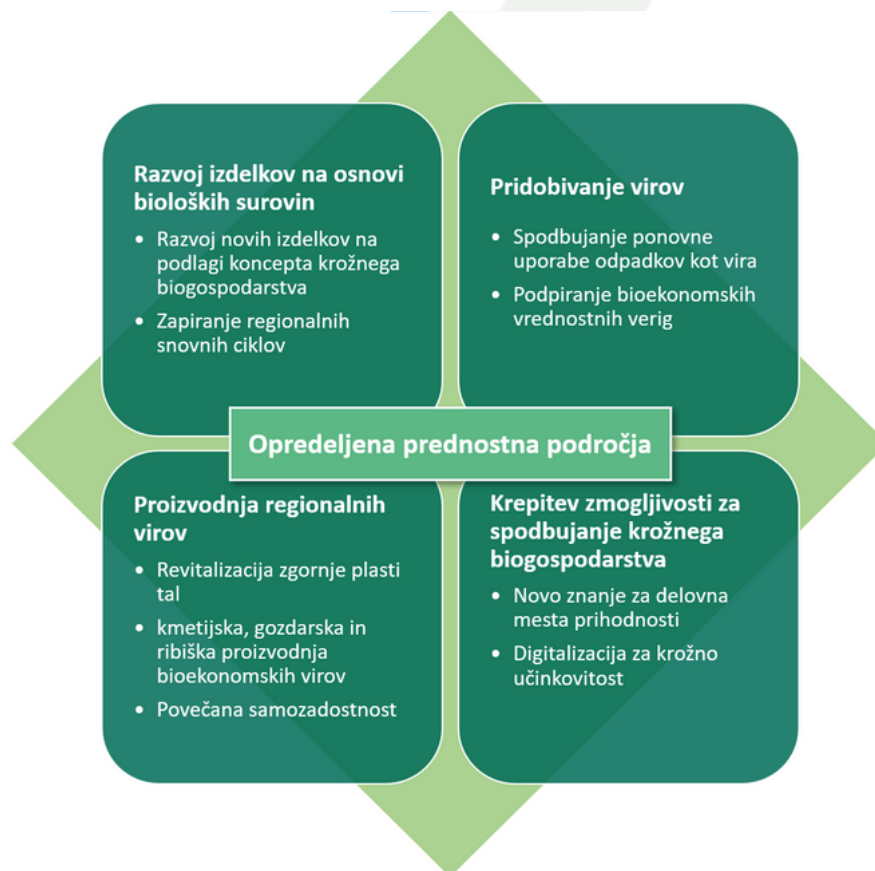 Razvoj izdelkov na osnovi
bioloških surovin
• Razvoj novih izdelkov na
podlagi koncepta krožnega
biogospodarstva
• Zapiranje regionalnih
snovnih ciklov
Pridobivanje virov
• Spodbujanje ponovne
uporabe odpadkov kot vira
• Podpiranje bioekonomskih
vrednostnih verig
Opredeljena prednostna področja
Proizvodnja regionalnih
virov
• Revitalizacija zgornje plasti
tal
• kmetijska, gozdarska in
ribiška proizvodnja
bioekonomskih virov
• Povečana samozadostnost
Krepitev zmogljivosti za
spodbujanje krožnega
biogospodarstva
• Novo znanje za delovna
mesta prihodnosti
• Digitalizacija za krožno
učinkovitost